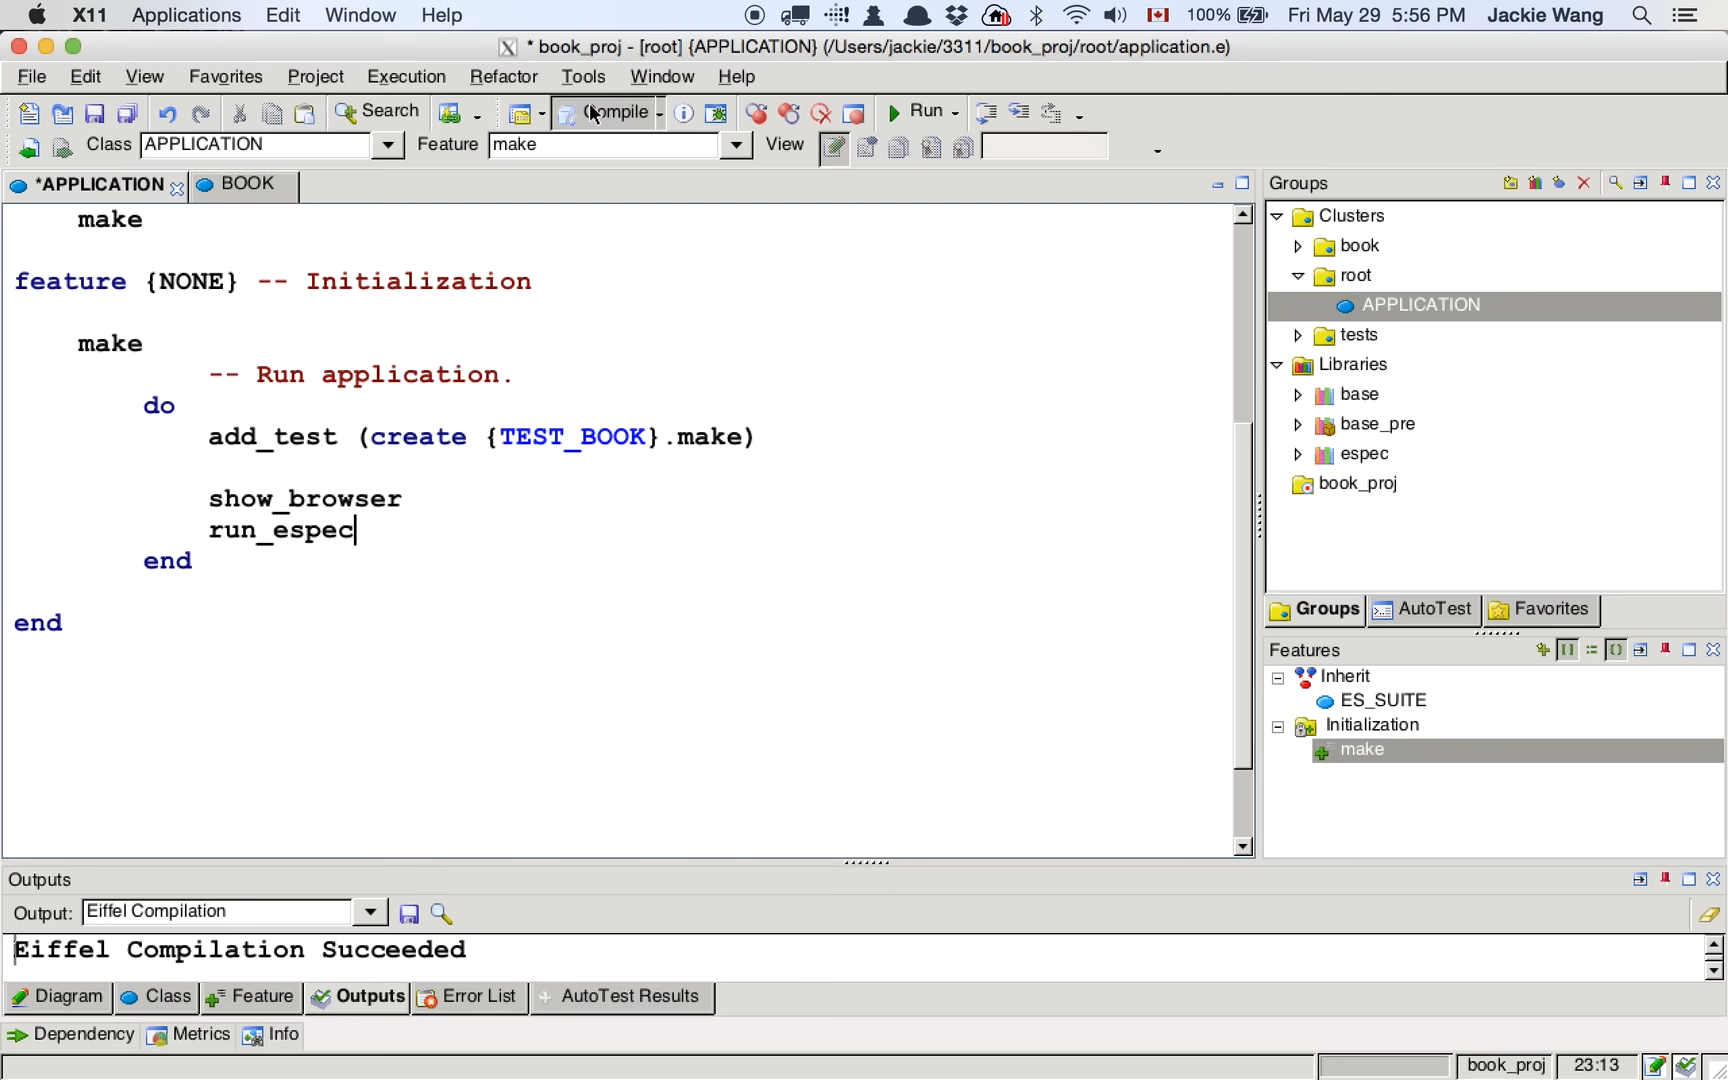 X11 Applications Edit Window Help 100% Fri May 29 5:56 PM Jackie Wang
* book_proj - [root] {APPLICATION} (/Users/jackie/3311/book_proj/root/application.e)
File Edit View Favorites Project Execution Refactor Tools Window Help
Search Compile Run
Class APPLICATION Feature make View
*APPLICATION BOOK
make
feature {NONE} -- Initialization
make
-- Run application.
do
add_test (create {TEST_BOOK}.make)
show_browser
run_espec
end
end
Groups
Clusters
book
root
APPLICATION
tests
Libraries
base
base_pre
espec
book_proj
Groups AutoTest Favorites
Features
Inherit
ES_SUITE
Initialization
make
Outputs
Output: Eiffel Compilation
Eiffel Compilation Succeeded
Diagram Class Feature Outputs Error List AutoTest Results
Dependency Metrics Info
book_proj 23:13